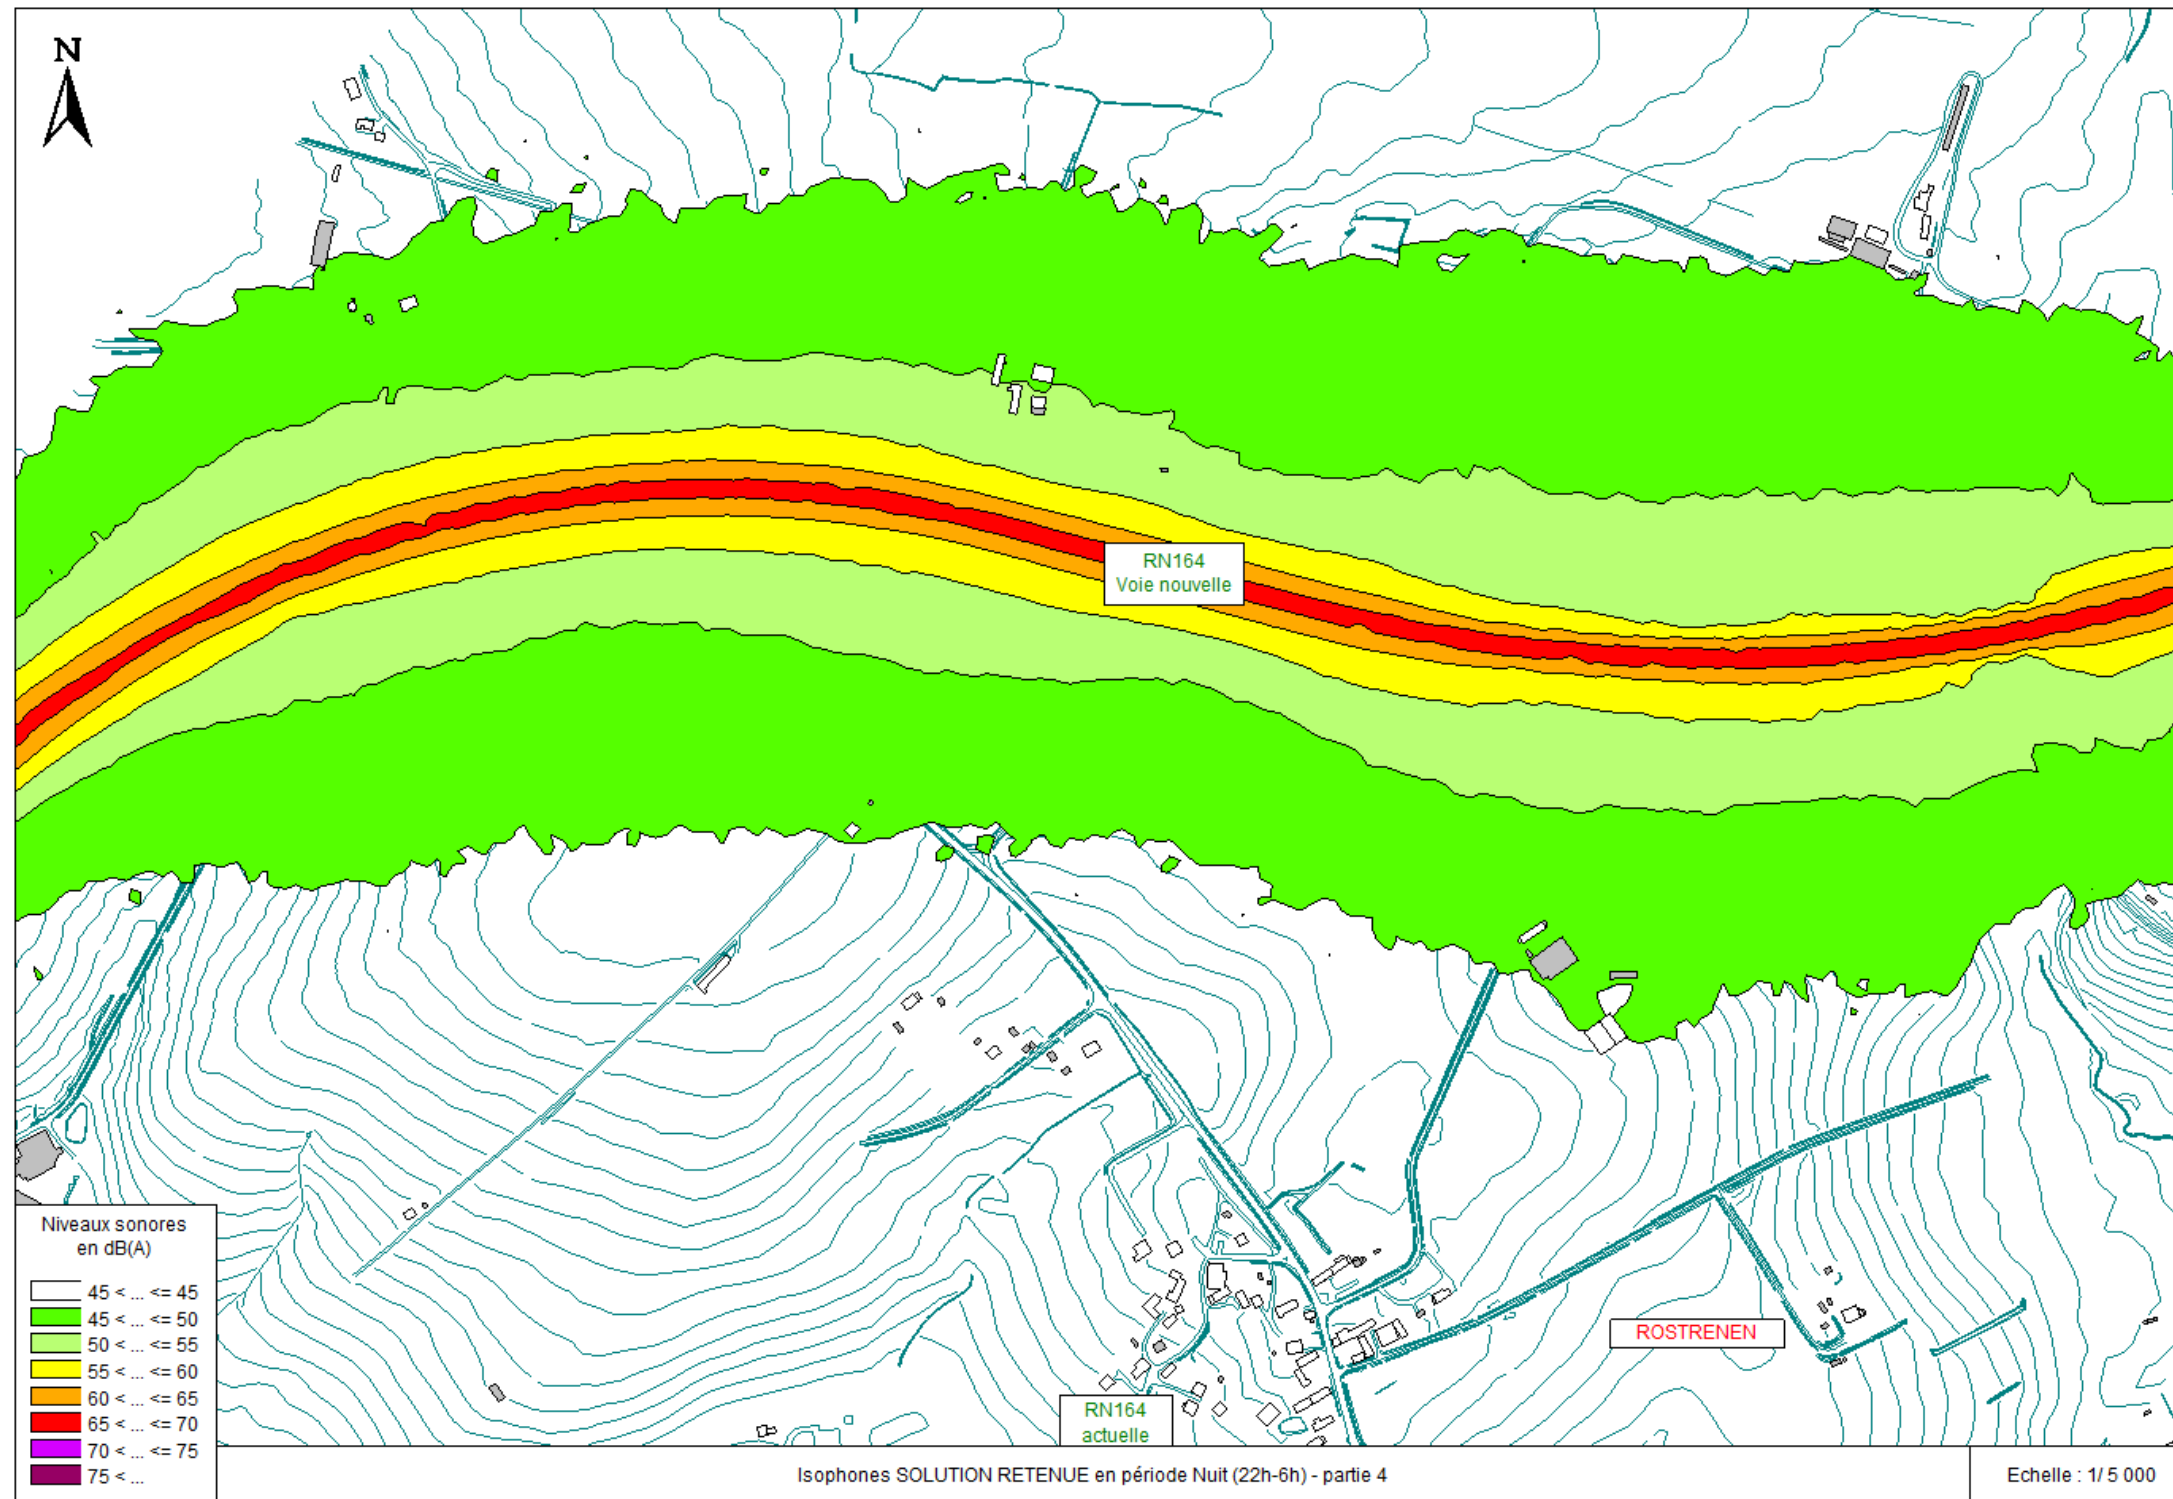 N
RN164
Voie nouvelle
ROSTRENEN
RN164
actuelle
Niveaux sonores
en dB(A)
45 < ... <= 45
45 < ... <= 50
50 < ... <= 55
55 < ... <= 60
60 < ... <= 65
65 < ... <= 70
70 < ... <= 75
75 < ...
Isophones SOLUTION RETENUE en période Nuit (22h-6h) - partie 4
Echelle : 1/ 5 000